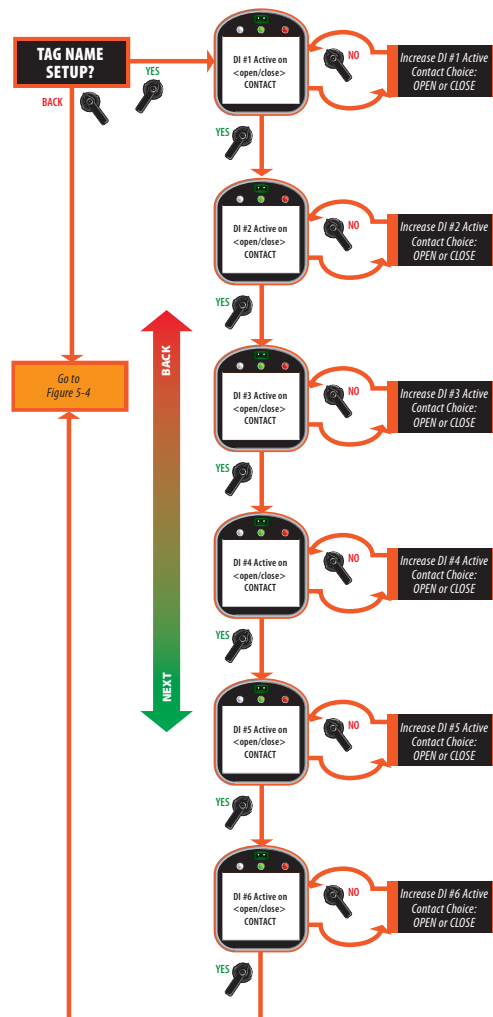 TAG NAME
SETUP?
YES
BACK
DI #1 Active on
<open/close>
CONTACT
NO
Increase DI #1 Active
Contact Choice:
OPEN or CLOSE
YES
DI #2 Active on
<open/close>
CONTACT
NO
Increase DI #2 Active
Contact Choice:
OPEN or CLOSE
YES
BACK
Go to
Figure 5-4
DI #3 Active on
<open/close>
CONTACT
NO
Increase DI #3 Active
Contact Choice:
OPEN or CLOSE
YES
DI #4 Active on
<open/close>
CONTACT
NO
Increase DI #4 Active
Contact Choice:
OPEN or CLOSE
YES
NEXT
DI #5 Active on
<open/close>
CONTACT
NO
Increase DI #5 Active
Contact Choice:
OPEN or CLOSE
YES
DI #6 Active on
<open/close>
CONTACT
NO
Increase DI #6 Active
Contact Choice:
OPEN or CLOSE
YES